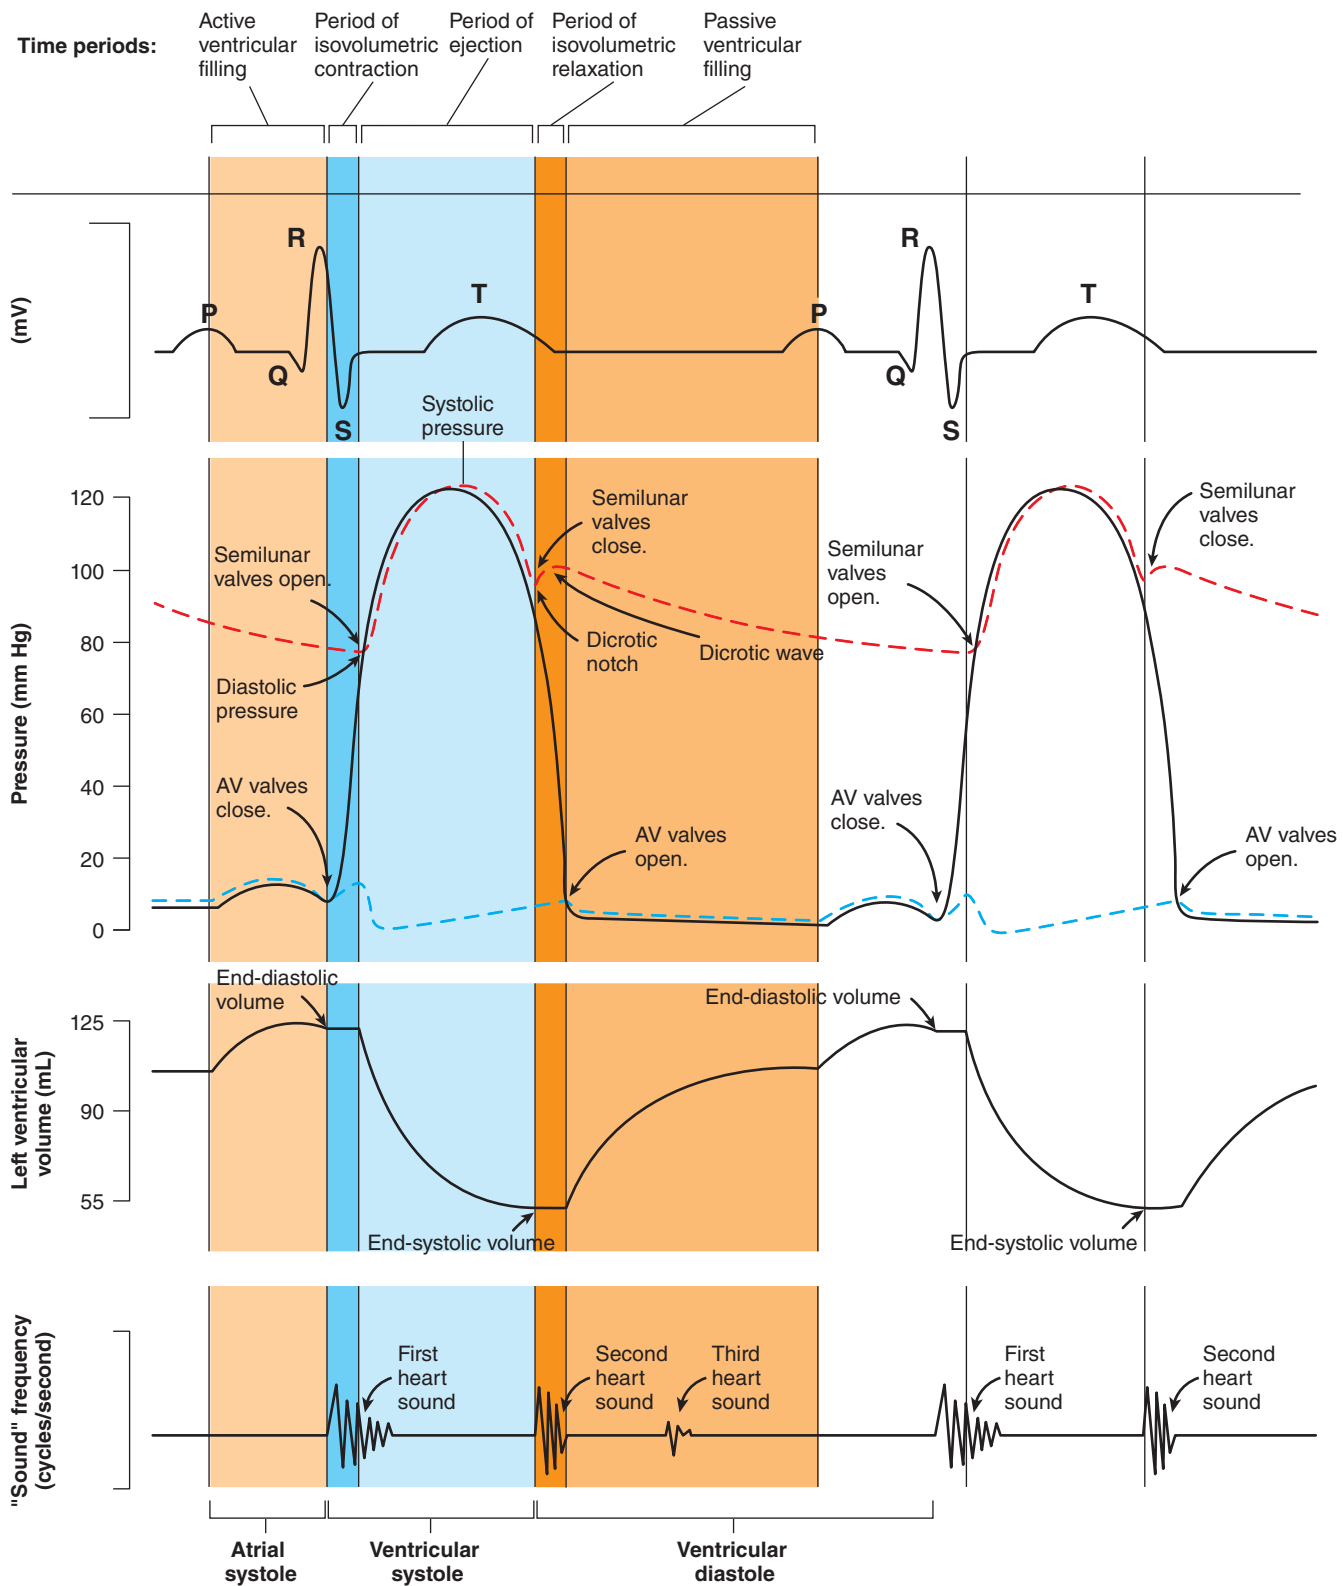 Time periods:
Active
ventricular
filling
Period of
isovolumetric
contraction
Period of
ejection
Period of
isovolumetric
relaxation
Passive
ventricular
filling
(mV)
P
Q
R
S
T
P
Q
R
S
T
Pressure (mm Hg)
120
100
80
60
40
20
0
Systolic
pressure
Semilunar
valves open.
Diastolic
pressure
AV valves
close.
Semilunar
valves
close.
Dicrotic
notch
Dicrotic wave
AV valves
open.
Semilunar
valves
open.
AV valves
close.
Semilunar
valves
close.
AV valves
open.
Left ventricular
volume (mL)
125
90
55
End-diastolic
volume
End-systolic volume
End-diastolic volume
End-systolic volume
"Sound" frequency
(cycles/second)
First
heart
sound
Second
heart
sound
Third
heart
sound
First
heart
sound
Second
heart
sound
Atrial
systole
Ventricular
systole
Ventricular
diastole